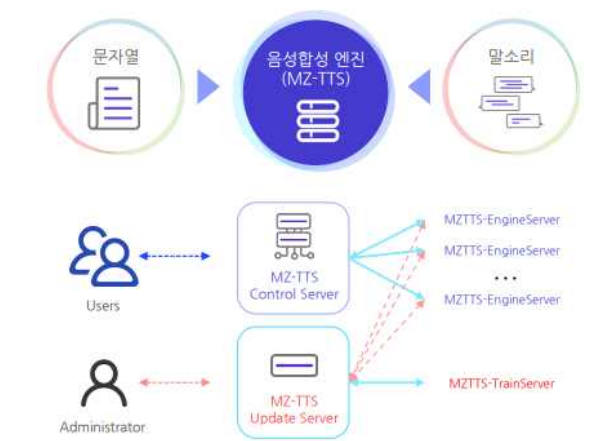 문자열
음성합성 엔진
(MZ-TTS)
말소리
Users
MZ-TTS
Control Server
MZTTS-EngineServer
MZTTS-EngineServer
...
MZTTS-EngineServer
Administrator
MZ-TTS
Update Server
MZTTS-TrainServer